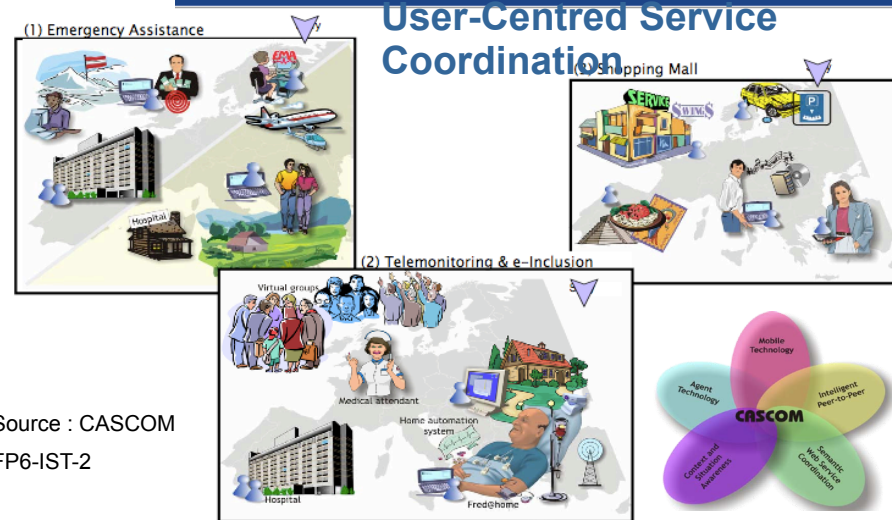 User-Centred Service
Coordination
(1) Emergency Assistance
EMA
Hospital
Shopping Mall
SERVICE
SWINGS
P
(2) Telemonitoring & e-Inclusion
Virtual groups
Medical attendant
Home automation
system
Hospital
Fred@home
Source : CASCOM
FP6-IST-2
Mobile
Technology
Agent
Technology
Intelligent
Peer-to-Peer
CASCOM
Context and
Situation
Awareness
Semantic
Web Service
Coordination